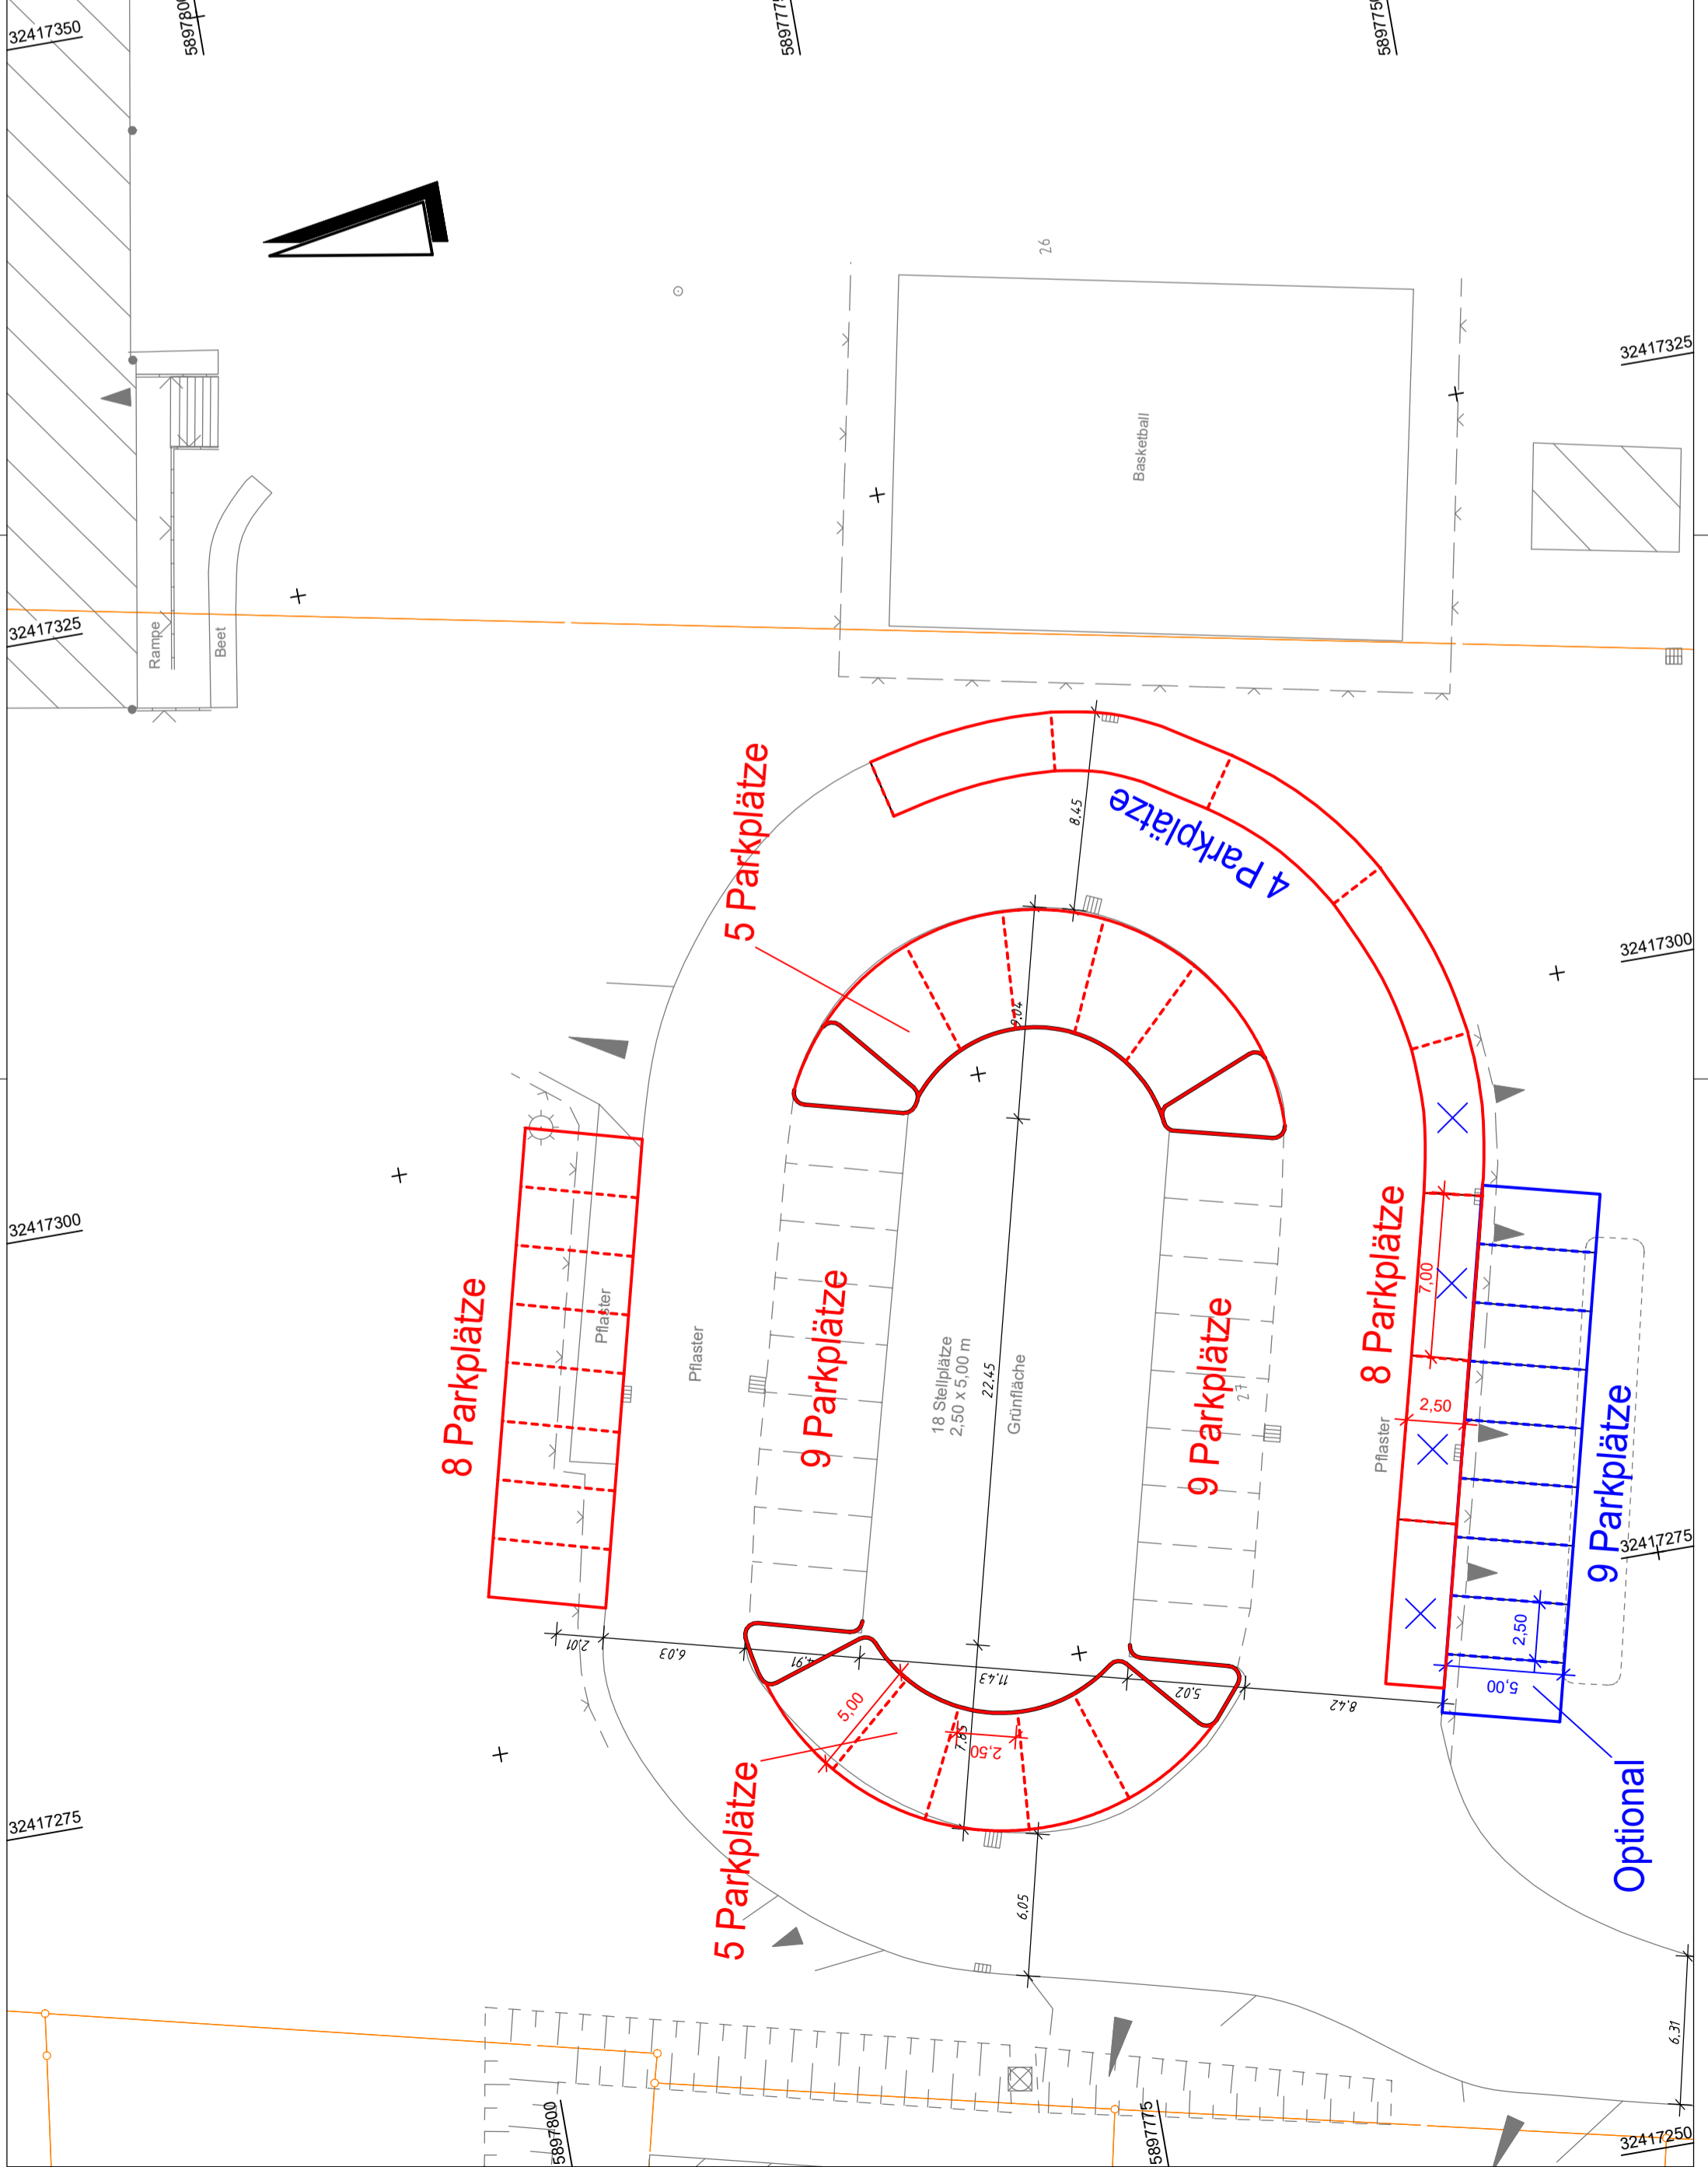 32417350
5897800
5897775
5897750
26
32417325
Basketball
32417325
Rampe
Beet
5 Parkplätze
8.45
4 Parkplätze
32417300
9.04
32417300
8 Parkplätze
Pflaster
Pflaster
9 Parkplätze
18 Stellplätze
2,50 x 5,00 m
22.45
Grünfläche
9 Parkplätze
27
8 Parkplätze
7,00
2,50
Pflaster
9 Parkplätze
32417275
2,50
5,00
2.01
6.03
4.91
11.43
5.02
8.42
5,00
7.85
2,50
5 Parkplätze
Optional
32417275
6.05
6.31
5897800
5897775
32417250